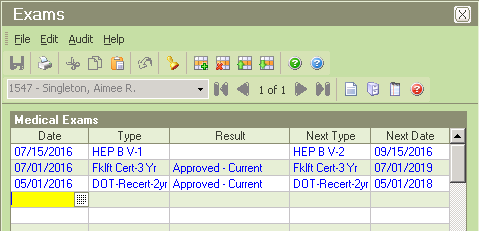 Exams
File Edit Audit Help
1547 - Singleton, Aimee R. 1 of 1
Medical Exams
Date Type Result Next Type Next Date
07/15/2016 HEP B V-1 HEP B V-2 09/15/2016
07/01/2016 Fklft Cert-3 Yr Approved - Current Fklft Cert-3 Yr 07/01/2019
05/01/2016 DOT-Recert-2yr Approved - Current DOT-Recert-2yr 05/01/2018